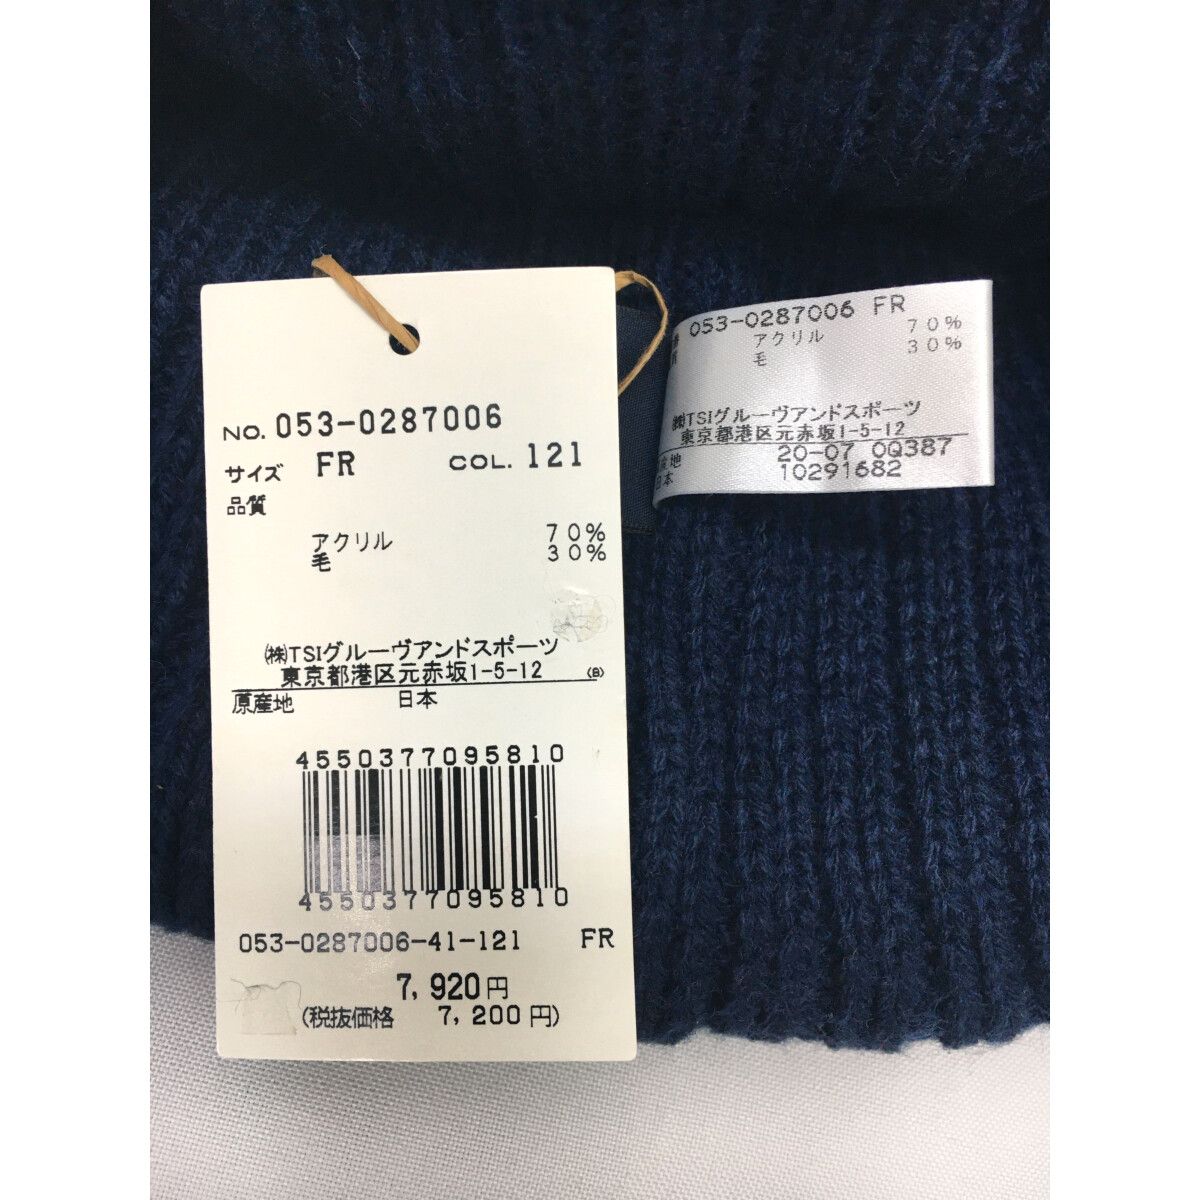 NO. 053-0287006
サイズ FR COL. 121
品質
アクリル 70%
毛 30%
㈱TSIグルーヴアンドスポーツ
東京都港区元赤坂1-5-12 (B)
原産地 日本
4550377095810
4550377095810
053-0287006-41-121 FR
7,920円
(税抜価格 7,200円)
053-0287006 FR
アクリル 70%
毛 30%
㈱TSIグルーヴアンドスポーツ
東京都港区元赤坂1-5-12
産地 20-07 0Q387
日本 10291682